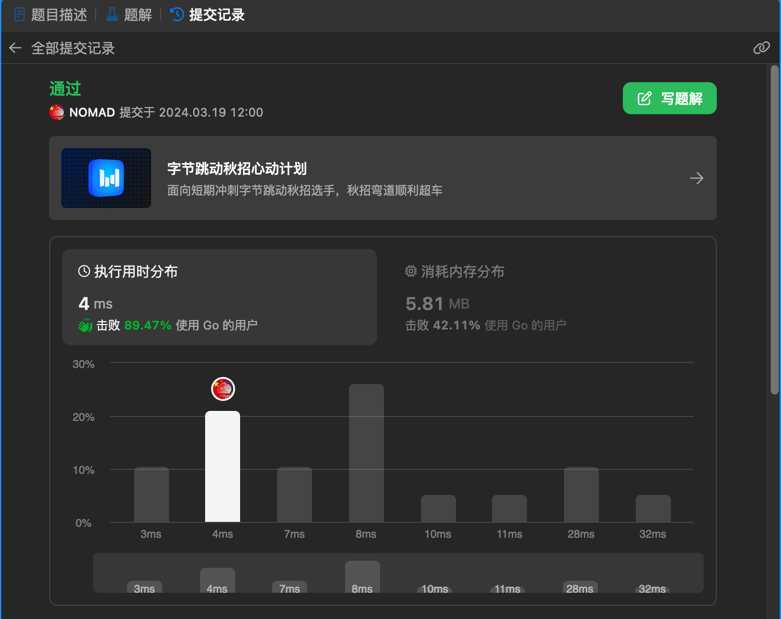 题目描述 题解 提交记录
全部提交记录
通过
NOMAD 提交于 2024.03.19 12:00
写题解
字节跳动秋招心动计划
面向短期冲刺字节跳动秋招选手，秋招弯道顺利超车
执行用时分布
4 ms
击败 89.47% 使用 Go 的用户
消耗内存分布
5.81 MB
击败 42.11% 使用 Go 的用户
30%
20%
10%
0%
3ms 4ms 7ms 8ms 10ms 11ms 28ms 32ms
3ms 4ms 7ms 8ms 10ms 11ms 28ms 32ms